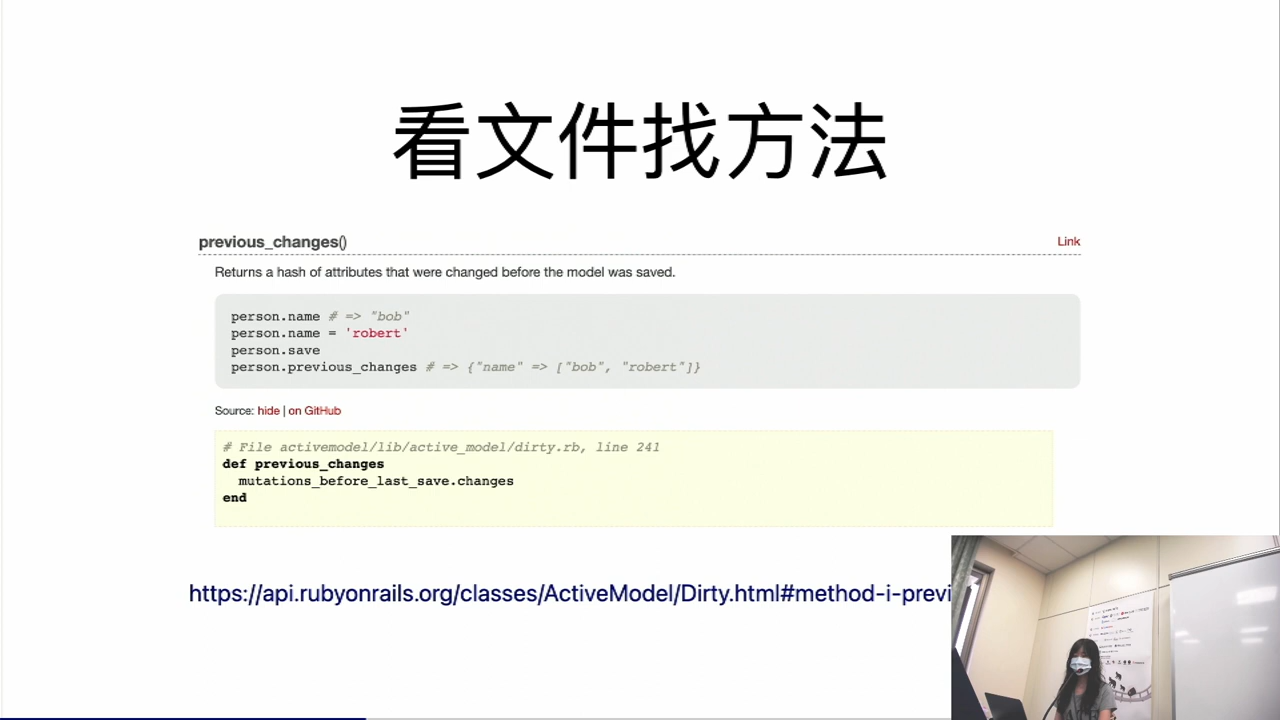 看文件找方法
previous_changes()
Link
Returns a hash of attributes that were changed before the model was saved.
person.name # => "bob"
person.name = 'robert'
person.save
person.previous_changes # => {"name" => ["bob", "robert"]}
Source: hide | on GitHub
# File activemodel/lib/active_model/dirty.rb, line 241
def previous_changes
mutations_before_last_save.changes
end
https://api.rubyonrails.org/classes/ActiveModel/Dirty.html#method-i-previ